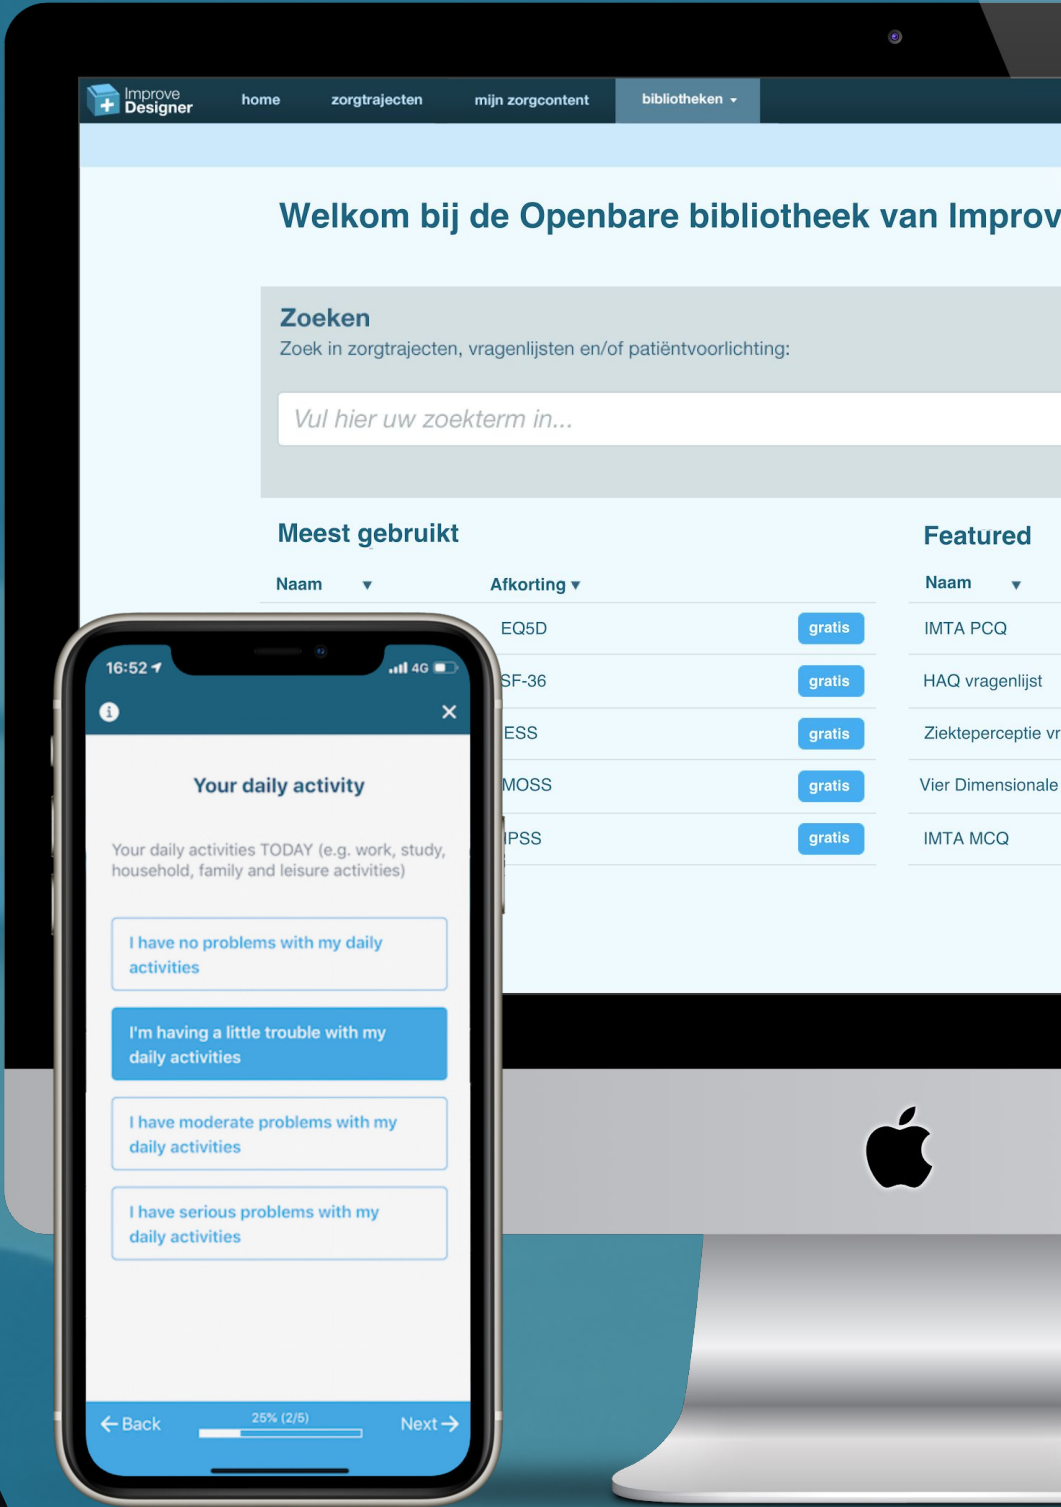 Improve
Designer
home zorgtrajecten mijn zorgcontent bibliotheken
Welkom bij de Openbare bibliotheek van Improv
Zoeken
Zoek in zorgtrajecten, vragenlijsten en/of patiëntvoorlichting:
Vul hier uw zoekterm in...
Meest gebruikt
Naam Afkorting
EQ5D gratis
SF-36 gratis
ESS gratis
MOSS gratis
IPSS gratis
Featured
Naam
IMTA PCQ
HAQ vragenlijst
Ziekteperceptie vr
Vier Dimensionale
IMTA MCQ
16:52 4G
Your daily activity
Your daily activities TODAY (e.g. work, study,
household, family and leisure activities)
I have no problems with my daily
activities
I'm having a little trouble with my
daily activities
I have moderate problems with my
daily activities
I have serious problems with my
daily activities
Back 25% (2/5) Next